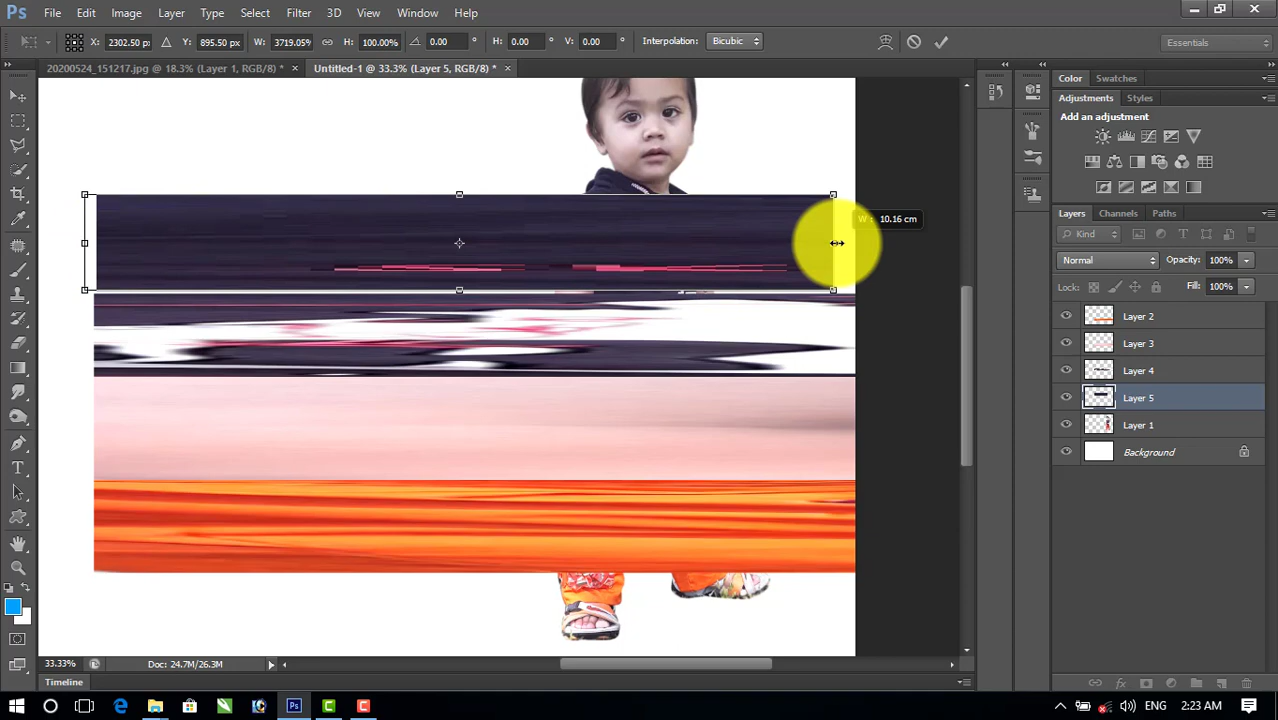 Ps File Edit Image Layer Type Select Filter 3D View Window Help
X: 2302.50 px Y: 895.50 px W: 3719.05% H: 100.00% 0.00 ° H: 0.00 ° V: 0.00 ° Interpolation: Bicubic Essentials
20200524_151217.jpg @ 18.3% (Layer 1, RGB/8) * × Untitled-1 @ 33.3% (Layer 5, RGB/8) * ×
Color Swatches
Adjustments Styles
Add an adjustment
Layers Channels Paths
Kind
Normal Opacity: 100%
Lock: Fill: 100%
Layer 2
Layer 3
Layer 4
Layer 5
Layer 1
Background
W : 10.16 cm
T
33.33% Doc: 24.7M/26.3M
Timeline
ENG 2:23 AM